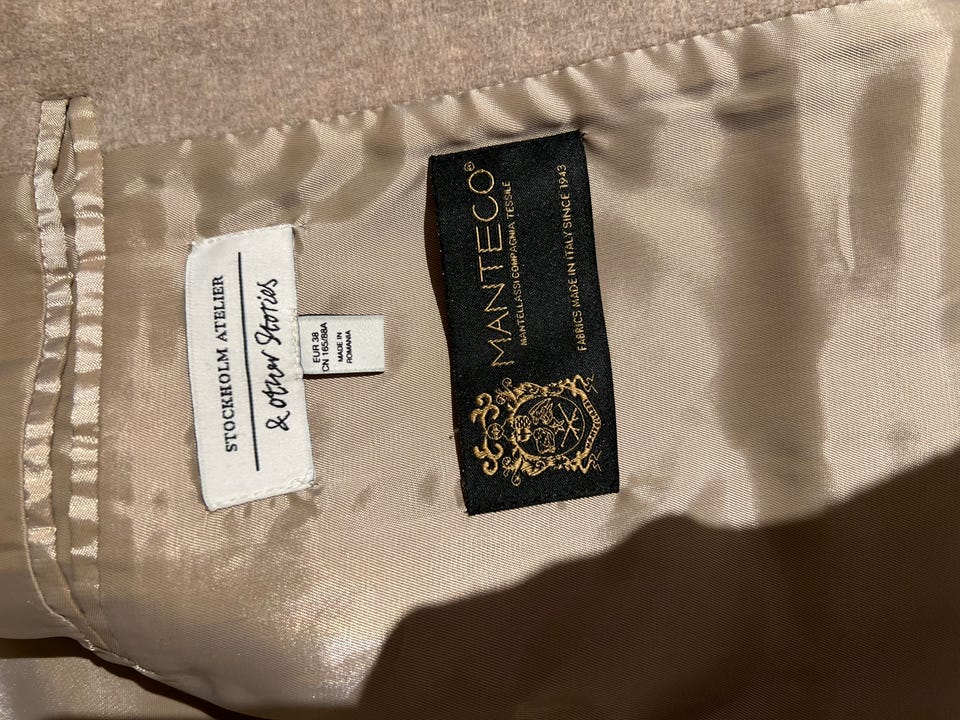 STOCKHOLM ATELIER
& other Stories
EUR 38
CN 165/88A
MADE IN
ROMANIA
MANTECO®
MANTELLASSI COMPAGNIA TESSILE
FABRICS MADE IN ITALY SINCE 1943